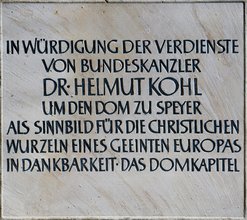 IN WÜRDIGUNG DER VERDIENSTE
VON BUNDESKANZLER
DR· HELMUT KOHL
UM DEN DOM ZU SPEYER
ALS SINNBILD FÜR DIE CHRISTLICHEN
WURZELN EINES GEEINTEN EUROPAS
IN DANKBARKEIT · DAS DOMKAPITEL